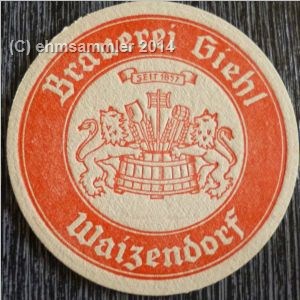 (C) ehmsammler 2014
Brauerei Giehl
SEIT 1897
Waizendorf